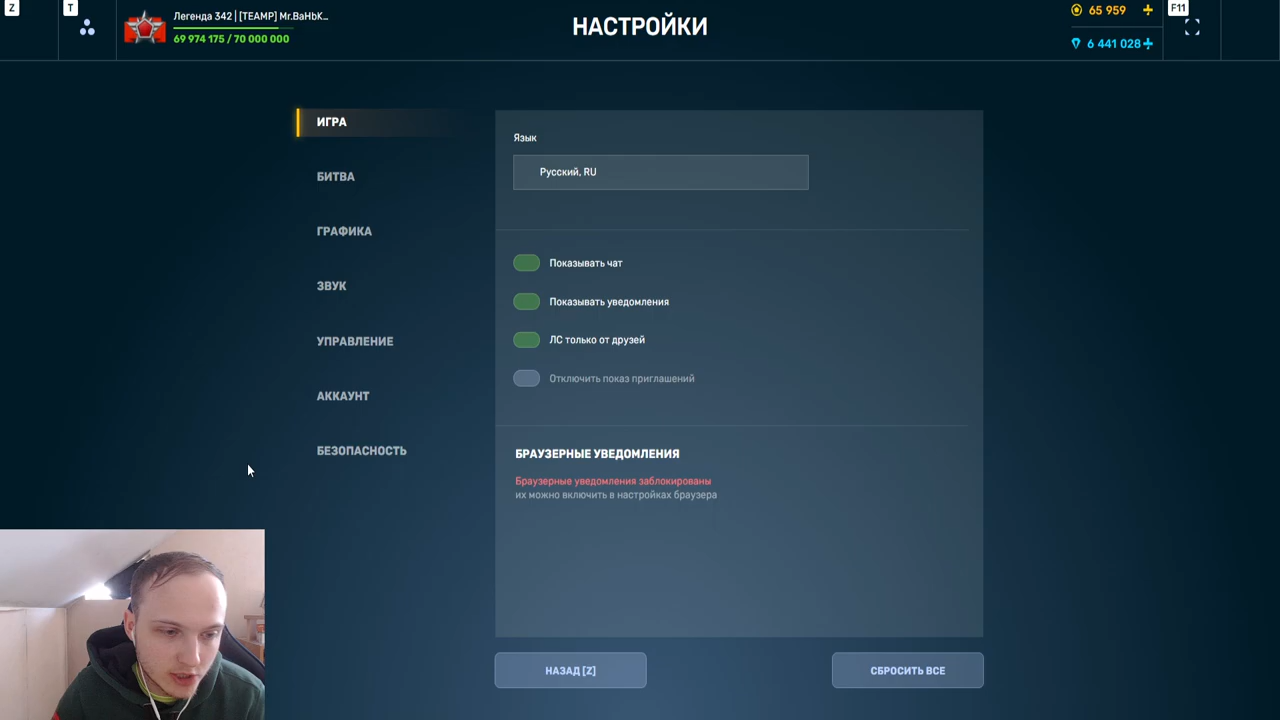 Z
T
Легенда 342 | [TEAMP] Mr.BaHbK...
69 974 175 / 70 000 000
НАСТРОЙКИ
65 959
6 441 028
F11
ИГРА
БИТВА
ГРАФИКА
ЗВУК
УПРАВЛЕНИЕ
АККАУНТ
БЕЗОПАСНОСТЬ
Язык
Русский, RU
Показывать чат
Показывать уведомления
ЛС только от друзей
Отключить показ приглашений
БРАУЗЕРНЫЕ УВЕДОМЛЕНИЯ
Браузерные уведомления заблокированы
их можно включить в настройках браузера
НАЗАД [Z]
СБРОСИТЬ ВСЕ